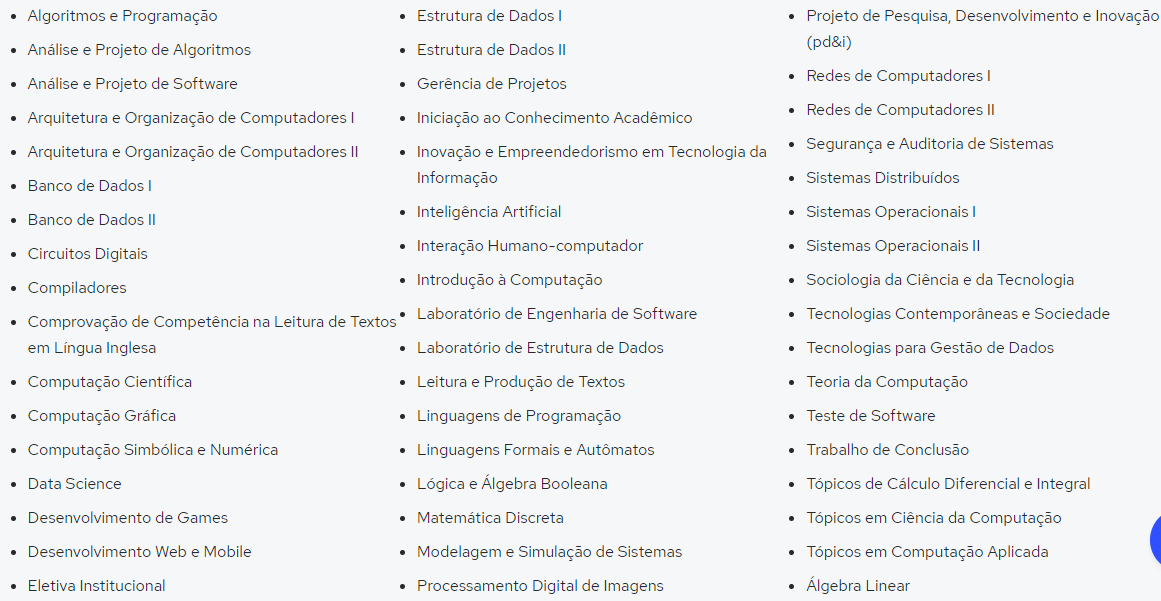 Algoritmos e Programação
Análise e Projeto de Algoritmos
Análise e Projeto de Software
Arquitetura e Organização de Computadores I
Arquitetura e Organização de Computadores II
Banco de Dados I
Banco de Dados II
Circuitos Digitais
Compiladores
Comprovação de Competência na Leitura de Textos
em Língua Inglesa
Computação Científica
Computação Gráfica
Computação Simbólica e Numérica
Data Science
Desenvolvimento de Games
Desenvolvimento Web e Mobile
Eletiva Institucional
Estrutura de Dados I
Estrutura de Dados II
Gerência de Projetos
Iniciação ao Conhecimento Acadêmico
Inovação e Empreendedorismo em Tecnologia da
Informação
Inteligência Artificial
Interação Humano-computador
Introdução à Computação
Laboratório de Engenharia de Software
Laboratório de Estrutura de Dados
Leitura e Produção de Textos
Linguagens de Programação
Linguagens Formais e Autômatos
Lógica e Álgebra Booleana
Matemática Discreta
Modelagem e Simulação de Sistemas
Processamento Digital de Imagens
Projeto de Pesquisa, Desenvolvimento e Inovação
(pd&i)
Redes de Computadores I
Redes de Computadores II
Segurança e Auditoria de Sistemas
Sistemas Distribuídos
Sistemas Operacionais I
Sistemas Operacionais II
Sociologia da Ciência e da Tecnologia
Tecnologias Contemporâneas e Sociedade
Tecnologias para Gestão de Dados
Teoria da Computação
Teste de Software
Trabalho de Conclusão
Tópicos de Cálculo Diferencial e Integral
Tópicos em Ciência da Computação
Tópicos em Computação Aplicada
Álgebra Linear